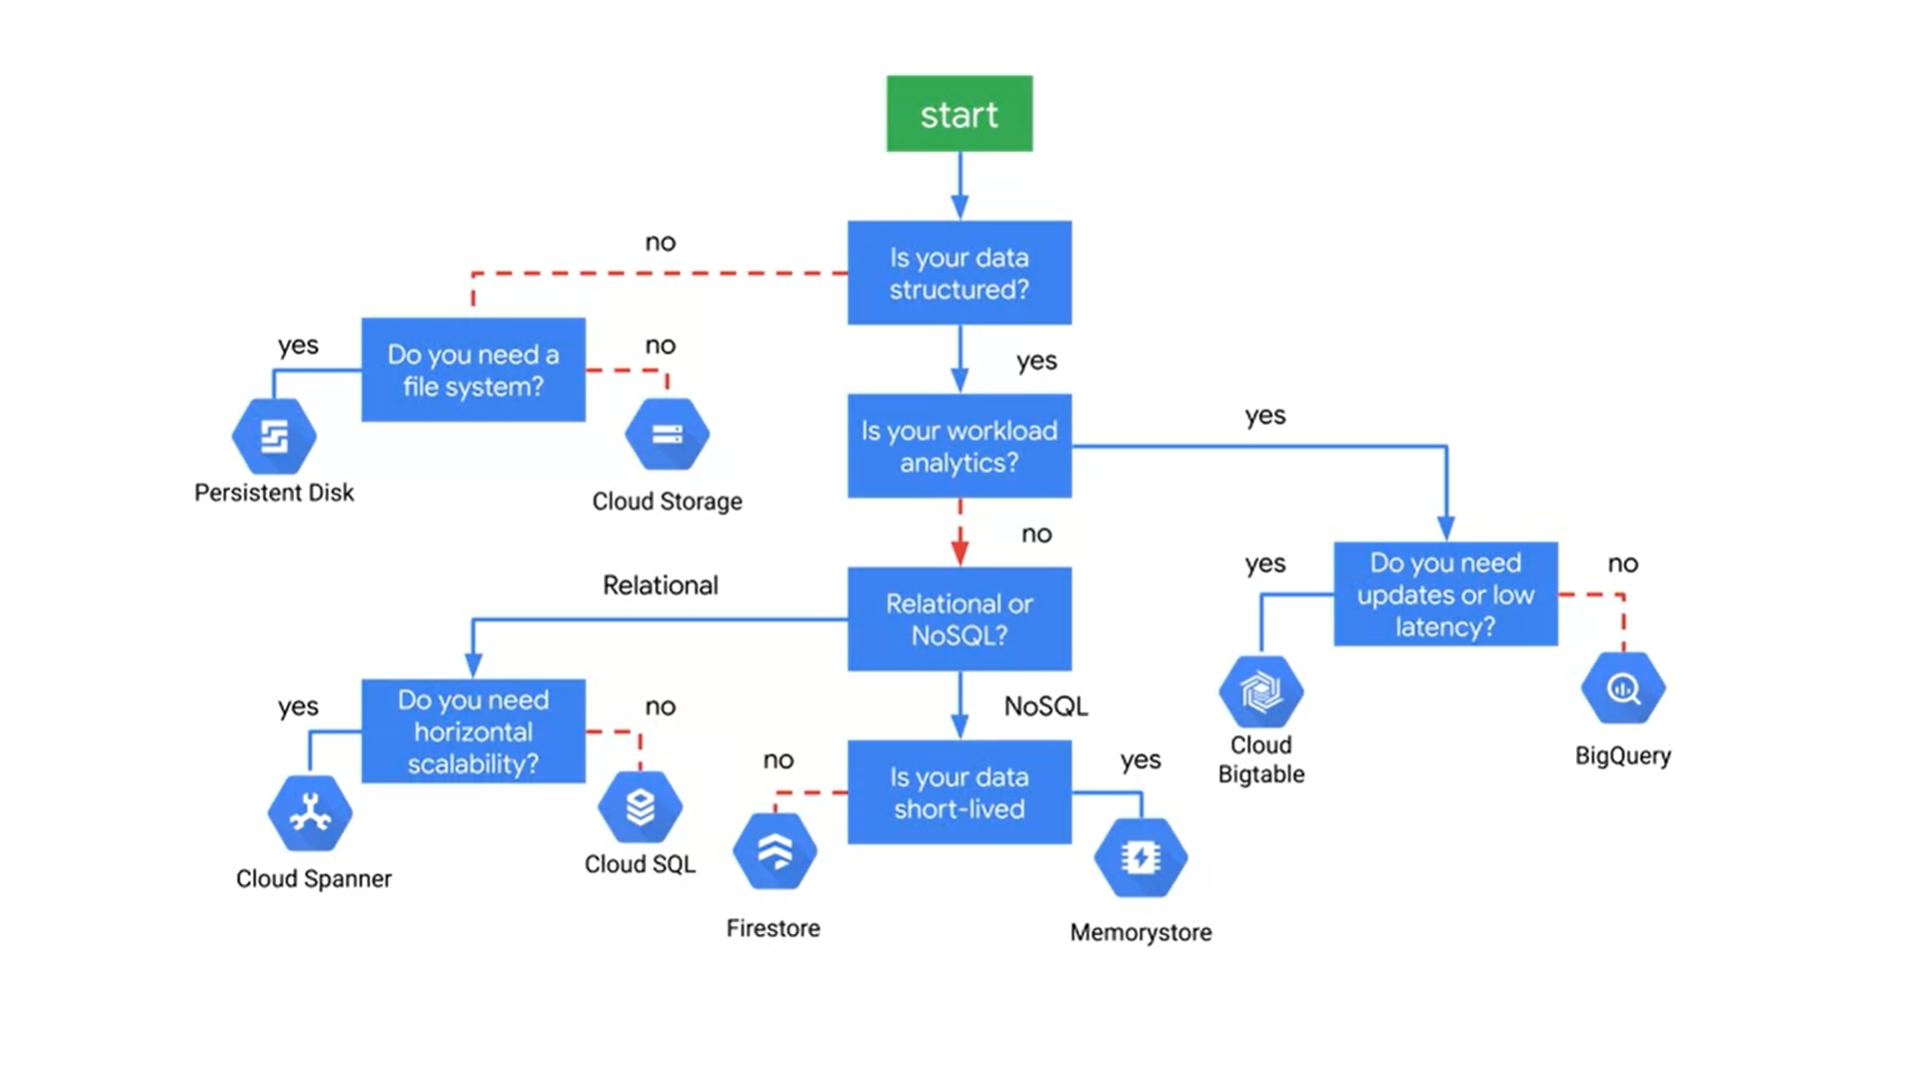 start
no
Is your data
structured?
yes
Do you need a
file system?
no
yes
Persistent Disk
Cloud Storage
Is your workload
analytics?
yes
no
Relational
Relational or
NoSQL?
yes
Do you need
updates or low
latency?
no
Cloud
Bigtable
BigQuery
yes
Do you need
horizontal
scalability?
no
NoSQL
Cloud Spanner
Cloud SQL
no
Is your data
short-lived
yes
Firestore
Memorystore